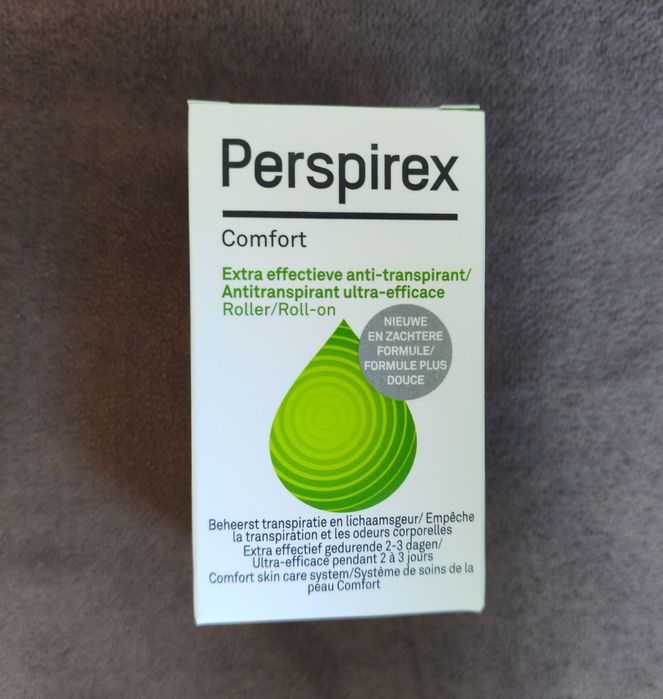 Perspirex
Comfort
Extra effectieve anti-transpirant/
Antitranspirant ultra-efficace
Roller/Roll-on
NIEUWE
EN ZACHTERE
FORMULE/
FORMULE PLUS
DOUCE
Beheerst transpiratie en lichaamsgeur/ Empêche
la transpiration et les odeurs corporelles
Extra effectief gedurende 2-3 dagen/
Ultra-efficace pendant 2 à 3 jours
Comfort skin care system/Système de soins de la
peau Comfort